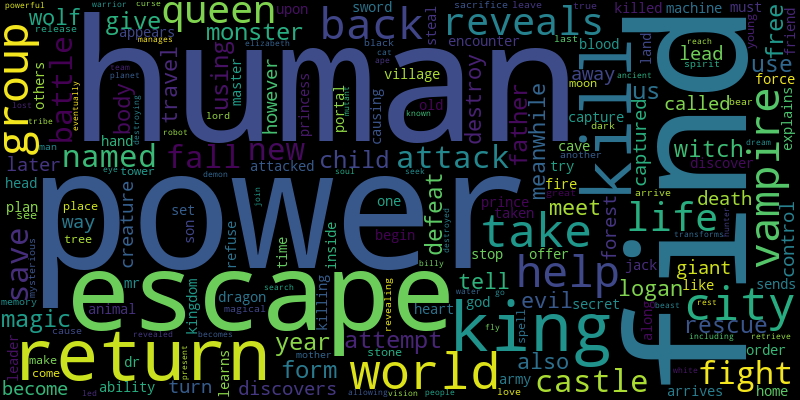 powerful
warrior
curse
wolf
give
queen
upon
sword
sacrifice
leave
true
killed
machine
must
release
appears
monster
back
reveals
steal
blood
young
free
friend
manages
elizabeth
black
ape
encounter
last
land
reach
spirit
lead
use
group
others
battle
body
travel
using
master
however
princess
portal
village
old
destroy
father
away
moon
us
called
force
team
planet
human
known
mutant
causing
meanwhile
capture
ancient
bear
explains
lost
eventually
tribe
robot
destroying
lord
dark
kill
captured
find
vampire
man
hand
later
named
fall
new
child
attack
cave
another
witch
discover
dream
eye
tower
attacked
try
head
demon
soul
seek
fire
great
arrive
death
control
plan
see
place
way
tree
creature
set
son
power
join
one
begin
defeat
prince
taken
meet
forest
life
hunter
transforms
save
mysterious
refuse
time
inside
destroyed
take
stop
offer
jack
giant
sends
memory
mr
animal
kingdom
dragon
search
magical
killing
escape
billy
tell
help
water
go
god
evil
secret
logan
like
rest
city
beast
magic
cause
revealed
becomes
heart
revealing
attempt
fly
spell
king
along
rescue
including
retrieve
leader
make
come
dr
return
present
learns
year
mother
stone
world
also
army
castle
order
white
fight
become
led
ability
turn
discovers
form
allowing
vision
people
love
arrives
home